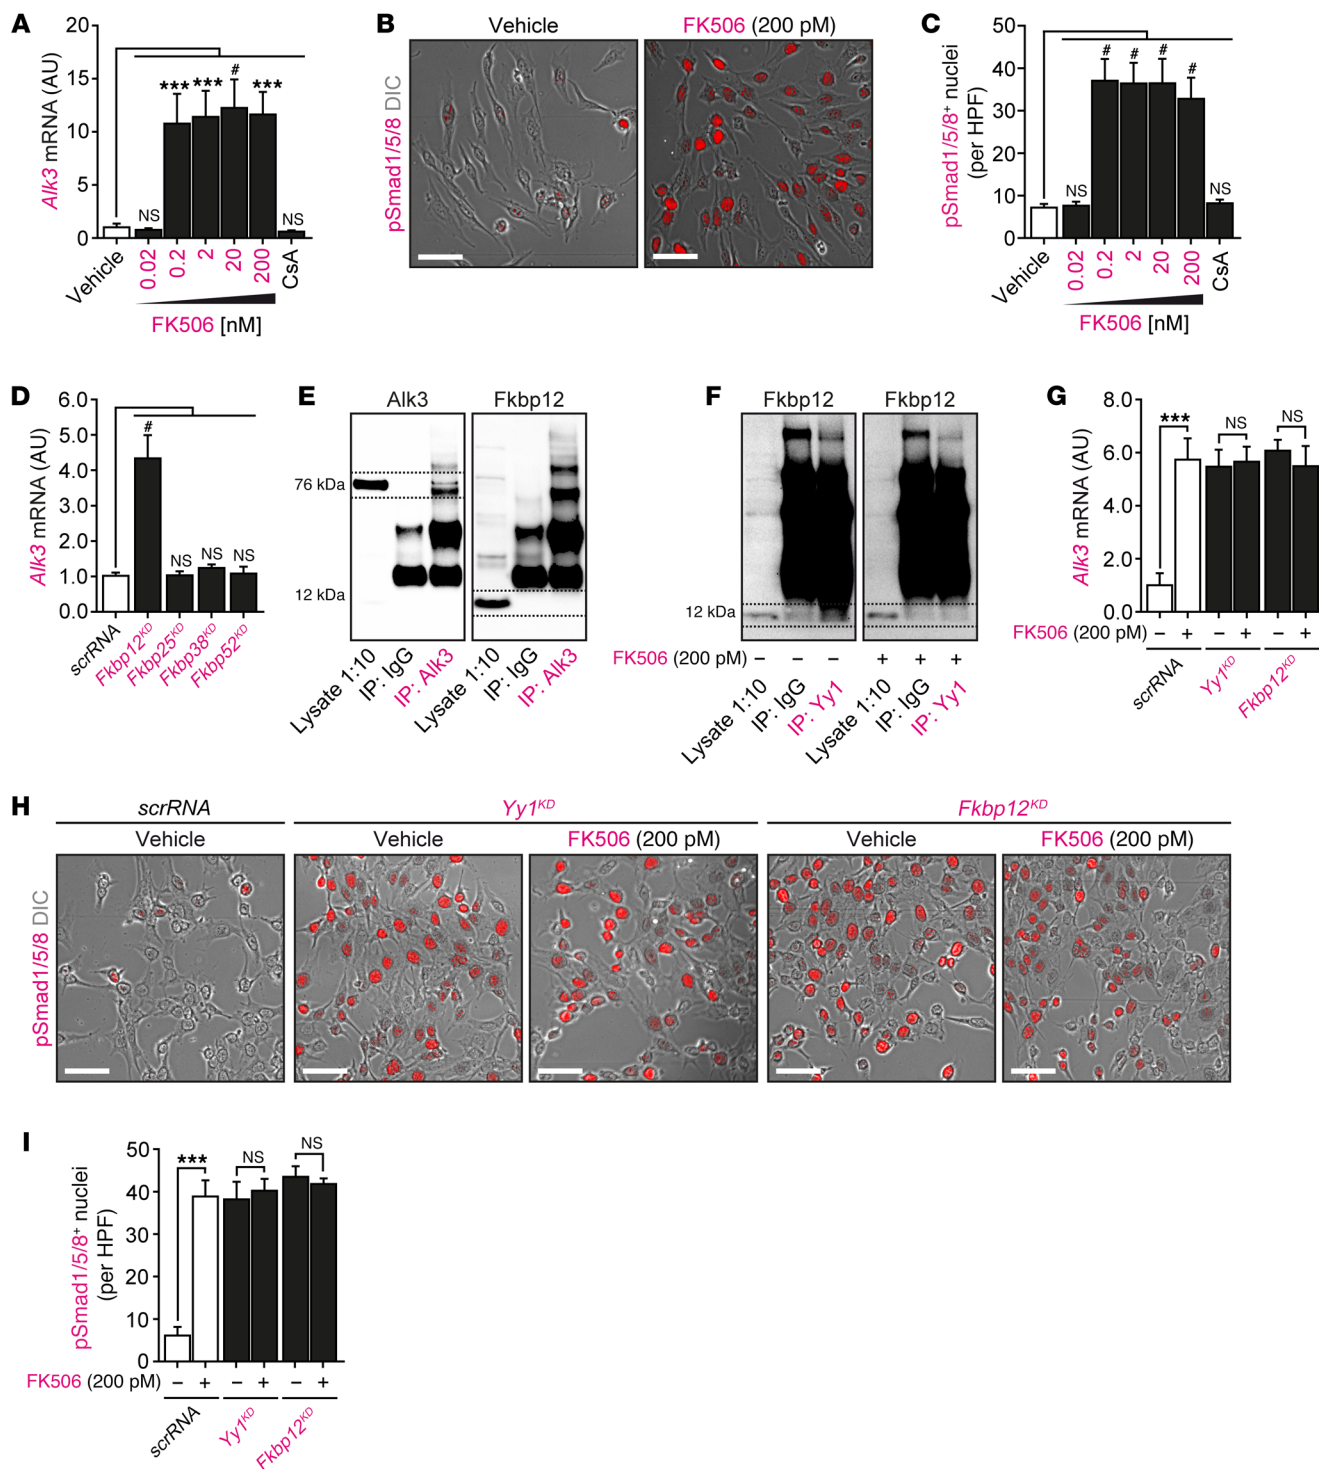 A
20
15
10
5
0
Alk3 mRNA (AU)
*** *** # ***
NS
NS
Vehicle
0.02
0.2
2
20
200
CsA
FK506 [nM]
B
Vehicle
FK506 (200 pM)
pSmad1/5/8 DIC
C
50
40
30
20
10
0
pSmad1/5/8+ nuclei
(per HPF)
# # # #
NS
NS
Vehicle
0.02
0.2
2
20
200
CsA
FK506 [nM]
D
6.0
5.0
4.0
3.0
2.0
1.0
0.0
Alk3 mRNA (AU)
#
NS NS NS
scrRNA
Fkbp12KD
Fkbp25KD
Fkbp38KD
Fkbp52KD
E
Alk3
Fkbp12
76 kDa
12 kDa
Lysate 1:10
IP: IgG
IP: Alk3
Lysate 1:10
IP: IgG
IP: Alk3
F
Fkbp12
Fkbp12
12 kDa
FK506 (200 pM) – – – + + +
Lysate 1:10
IP: IgG
IP: Yy1
Lysate 1:10
IP: IgG
IP: Yy1
G
8.0
6.0
4.0
2.0
0.0
Alk3 mRNA (AU)
*** NS NS
FK506 (200 pM) – + – + – +
scrRNA
Yy1KD
Fkbp12KD
H
scrRNA
Yy1KD
Fkbp12KD
Vehicle
Vehicle
FK506 (200 pM)
Vehicle
FK506 (200 pM)
pSmad1/5/8 DIC
I
50
40
30
20
10
0
pSmad1/5/8+ nuclei
(per HPF)
*** NS NS
FK506 (200 pM) – + – + – +
scrRNA
Yy1KD
Fkbp12KD